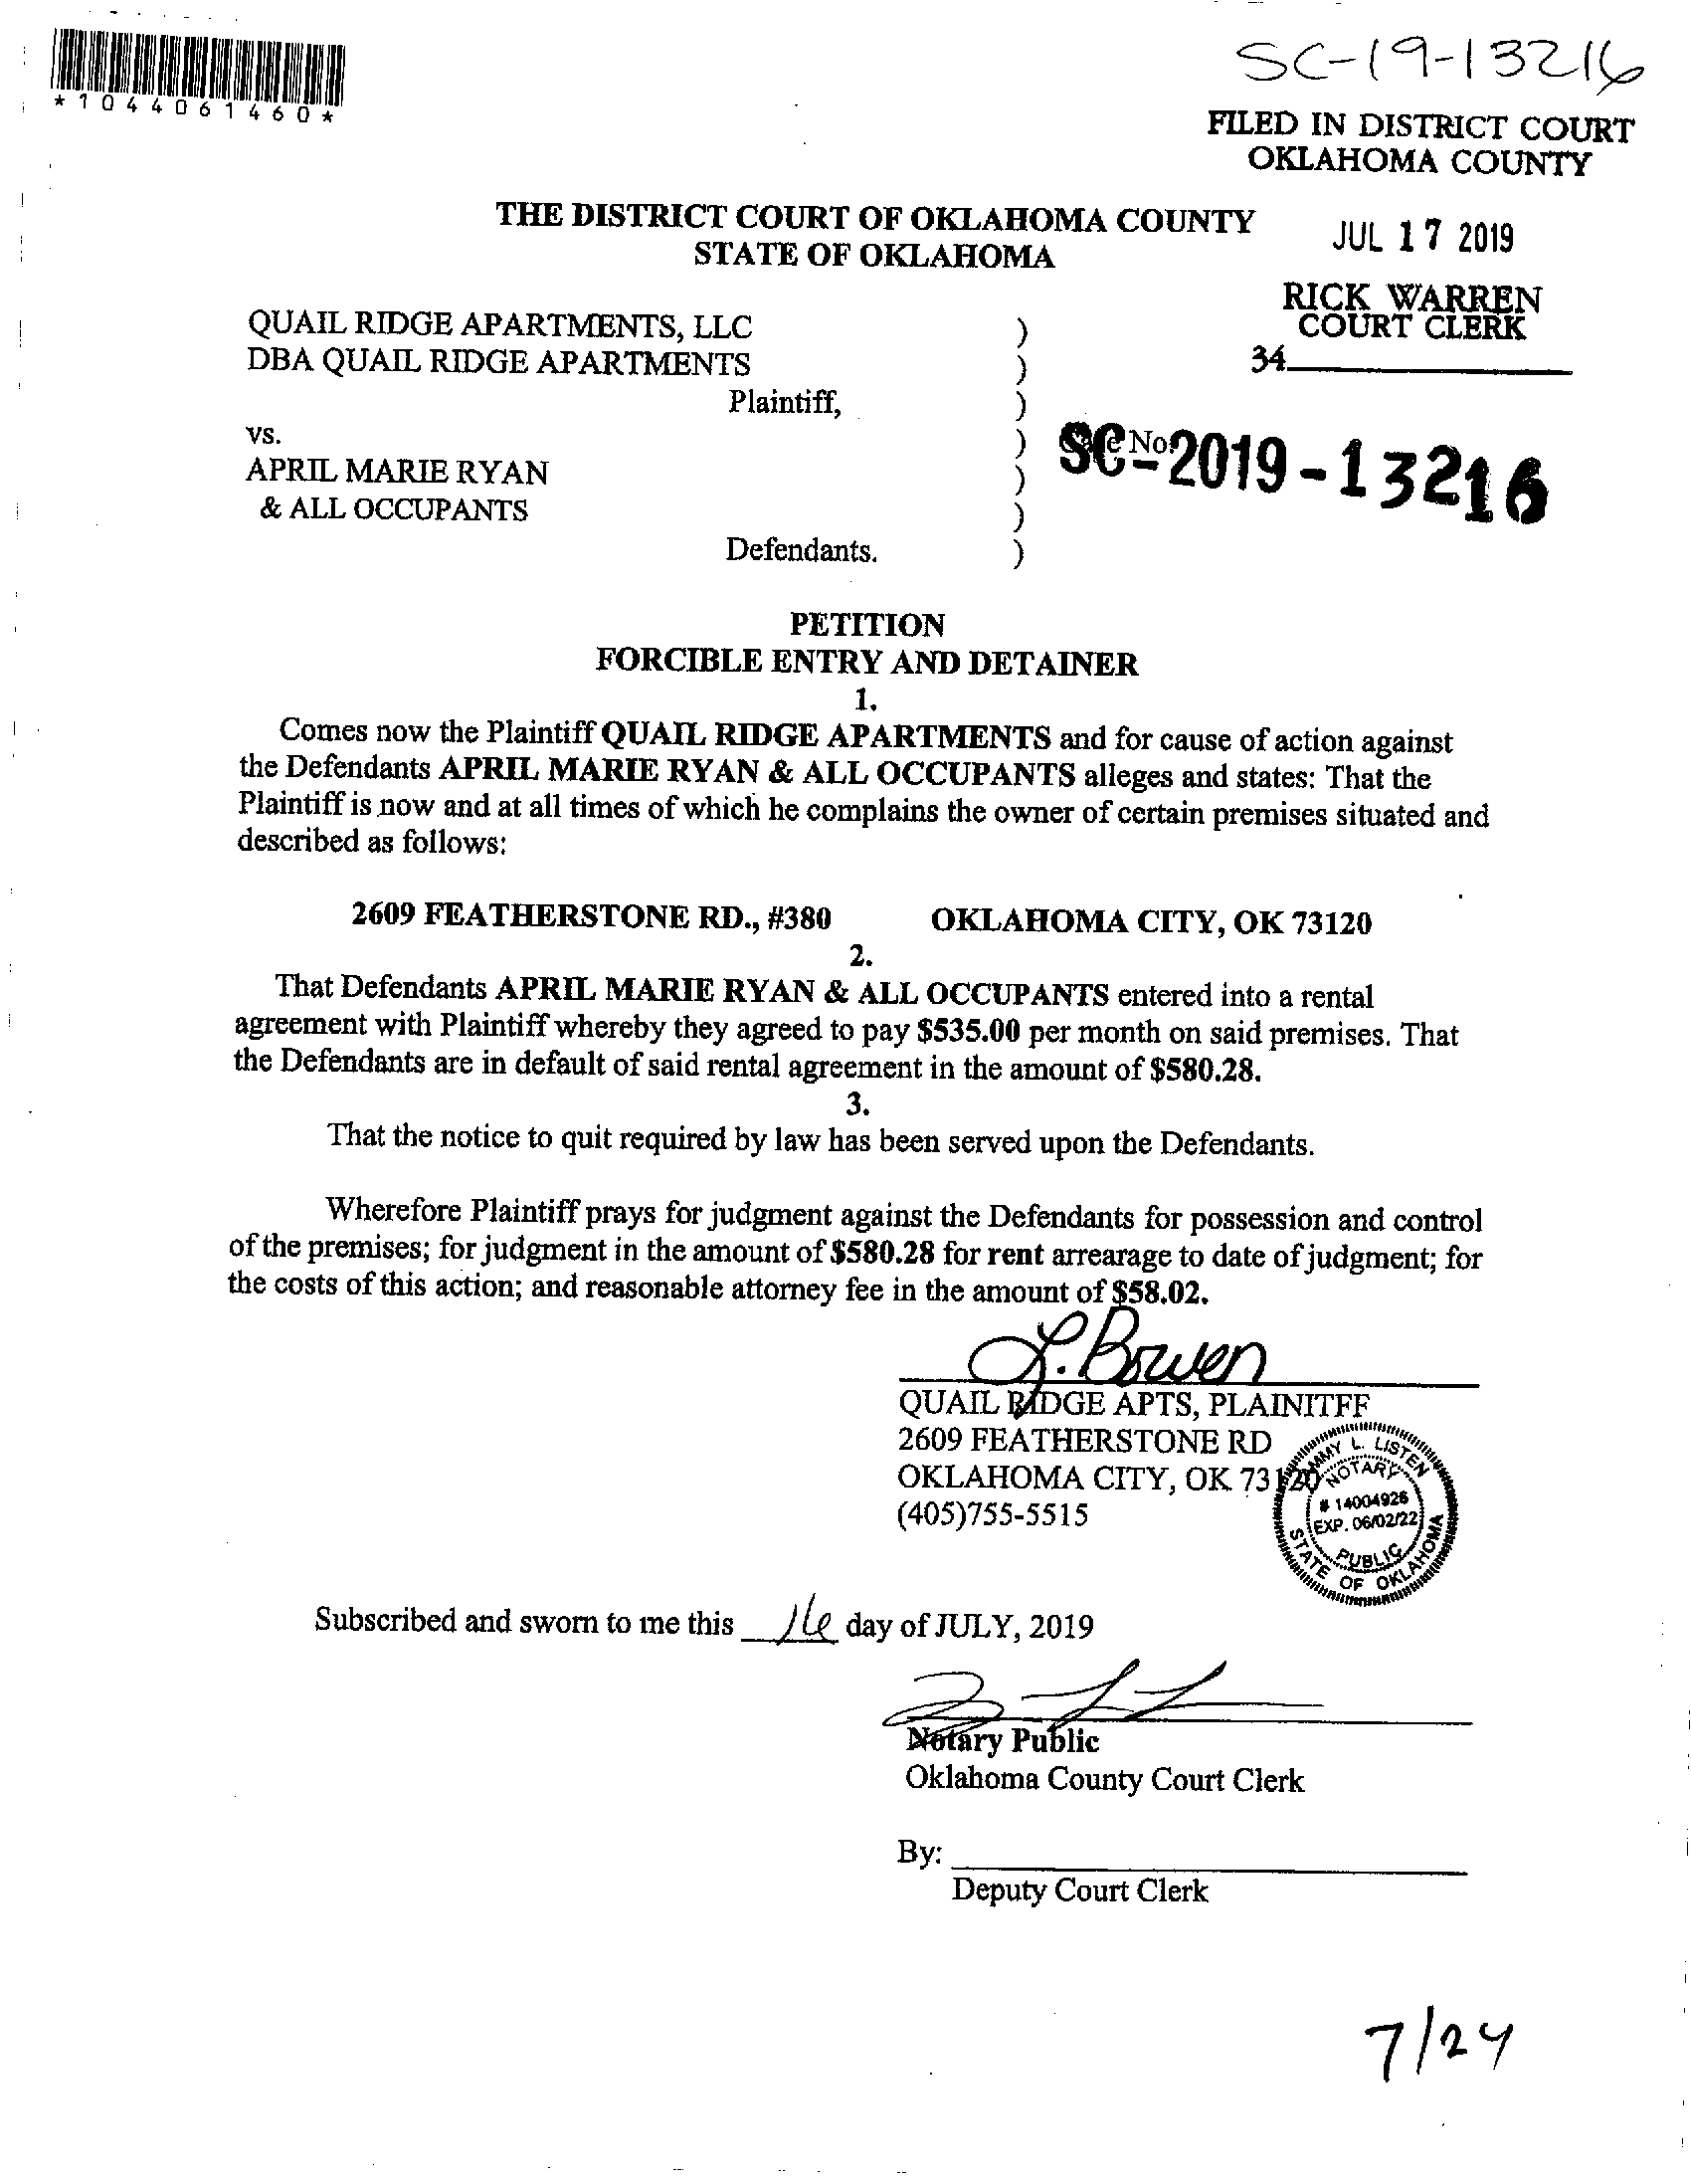 *1044061460*
SC-19-13216
FILED IN DISTRICT COURT
OKLAHOMA COUNTY
JUL 17 2019
RICK WARREN
COURT CLERK
34
THE DISTRICT COURT OF OKLAHOMA COUNTY
STATE OF OKLAHOMA
QUAIL RIDGE APARTMENTS, LLC )
DBA QUAIL RIDGE APARTMENTS )
Plaintiff, )
vs. )
APRIL MARIE RYAN )
& ALL OCCUPANTS )
Defendants. )
No.
SC-2019-13216
PETITION
FORCIBLE ENTRY AND DETAINER
1.
Comes now the Plaintiff QUAIL RIDGE APARTMENTS and for cause of action against
the Defendants APRIL MARIE RYAN & ALL OCCUPANTS alleges and states: That the
Plaintiff is now and at all times of which he complains the owner of certain premises situated and
described as follows:
2609 FEATHERSTONE RD., #380 OKLAHOMA CITY, OK 73120
2.
That Defendants APRIL MARIE RYAN & ALL OCCUPANTS entered into a rental
agreement with Plaintiff whereby they agreed to pay $535.00 per month on said premises. That
the Defendants are in default of said rental agreement in the amount of $580.28.
3.
That the notice to quit required by law has been served upon the Defendants.
Wherefore Plaintiff prays for judgment against the Defendants for possession and control
of the premises; for judgment in the amount of $580.28 for rent arrearage to date of judgment; for
the costs of this action; and reasonable attorney fee in the amount of $58.02.
L. Bowen
QUAIL RIDGE APTS, PLAINITFF
2609 FEATHERSTONE RD
OKLAHOMA CITY, OK 73120
(405)755-5515
L. LISTEN
NOTARY
# 14004926
EXP. 06/02/22
PUBLIC
STATE OF OKLAHOMA
Subscribed and sworn to me this 16 day of JULY, 2019
Notary Public
Oklahoma County Court Clerk
By:
Deputy Court Clerk
7/24